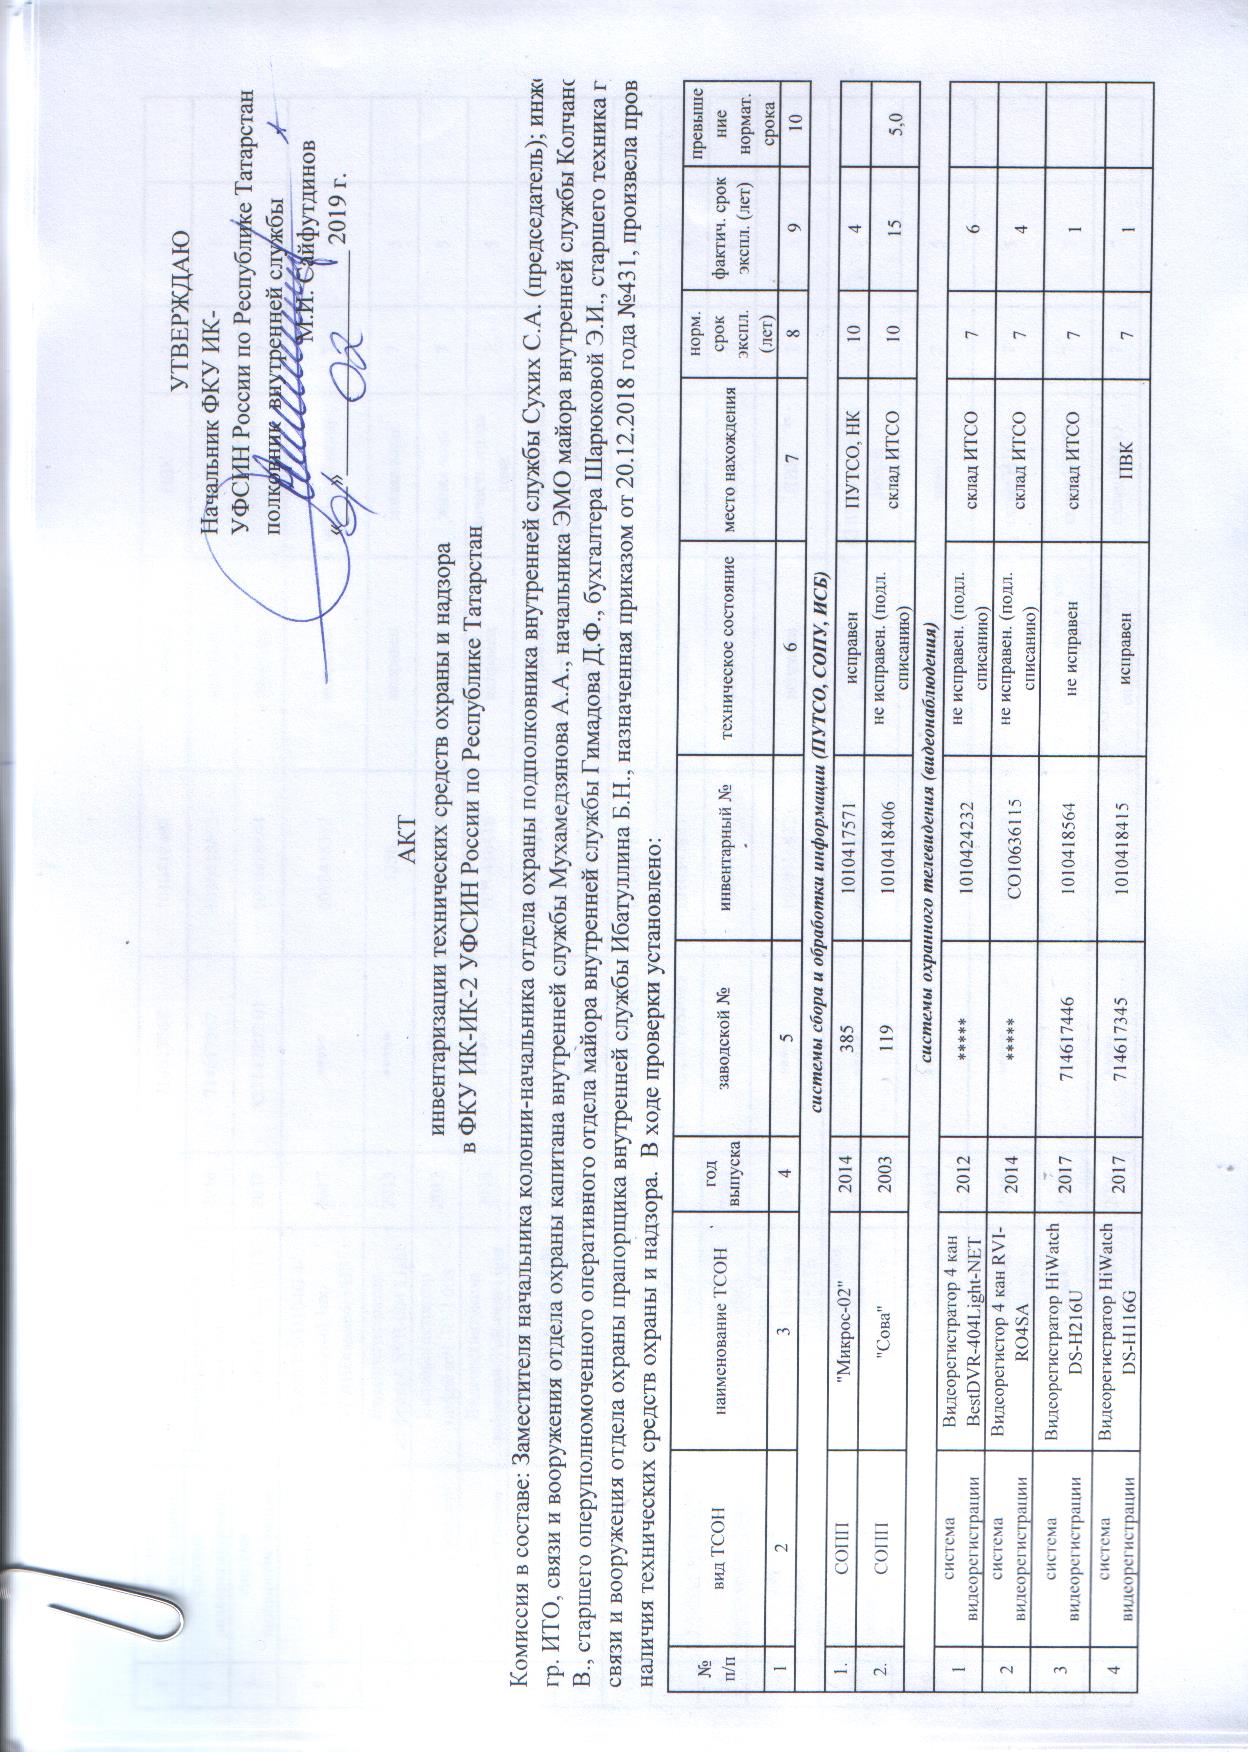 УТВЕРЖДАЮ
Начальник ФКУ ИК-
УФСИН России по Республике Татарстан
полковник внутренней службы
М.И. Сайфутдинов
« » 02 2019 г.
АКТ
инвентаризации технических средств охраны и надзора
в ФКУ ИК-ИК-2 УФСИН России по Республике Татарстан
Комиссия в составе: Заместителя начальника колонии-начальника отдела охраны подполковника внутренней службы Сухих С.А. (председатель); инж
гр. ИТО, связи и вооружения отдела охраны капитана внутренней службы Мухамедзянова А.А., начальника ЭМО майора внутренней службы Колчан
В., старшего оперуполномоченного оперативного отдела майора внутренней службы Гимадова Д.Ф., бухгалтера Шарюковой Э.И., старшего техника г
связи и вооружения отдела охраны прапорщика внутренней службы Ибатуллина Б.Н., назначенная приказом от 20.12.2018 года №431, произвела пров
наличия технических средств охраны и надзора. В ходе проверки установлено:
№ п/п вид ТСОН наименование ТСОН год выпуска заводской № инвентарный № техническое состояние место нахождения норм. срок экспл. (лет) фактич. срок экспл. (лет) превыше ние нормат. срока
1 2 3 4 5 6 7 8 9 10
системы сбора и обработки информации (ПУТСО, СОПУ, ИСБ)
1. СОПП "Микрос-02" 2014 385 1010417571 исправен ПУТСО, НК 10 4
2. СОПП "Сова" 2003 119 1010418406 не исправен. (подл. списанию) склад ИТСО 10 15 5,0
системы охранного телевидения (видеонаблюдения)
1 система видеорегистрации Видеорегистратор 4 кан BestDVR-404Light-NET 2012 ***** 1010424232 не исправен. (подл. списанию) склад ИТСО 7 6
2 система видеорегистрации Видеорегистор 4 кан RVI-RO4SA 2014 ***** СО10636115 не исправен. (подл. списанию) склад ИТСО 7 4
3 система видеорегистрации Видеорегистратор HiWatch DS-H216U 2017 714617446 1010418564 не исправен склад ИТСО 7 1
4 система видеорегистрации Видеорегистратор HiWatch DS-H116G 2017 714617345 1010418415 исправен ПВК 7 1